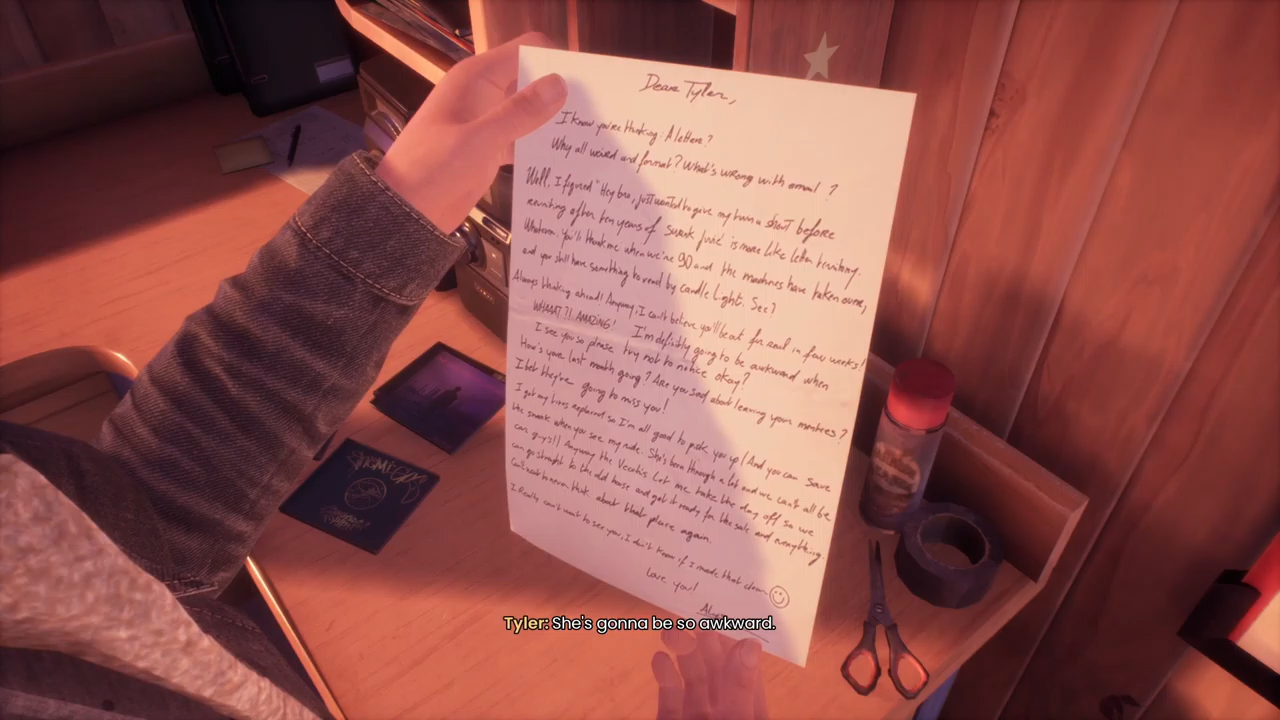 Dear Tyler,
I know you're thinking: A letter?
Why all weird and formal? What's wrong with email?
Well, I figured "Hey bro, just wanted to give my turn a shout before
reuniting after ten years of is more like letter
Whatever. You'll thank me when we're 90 and the machines have taken over,
and you still have something to read by candle light. See?
Always thinking ahead! Anyway, I can't believe you'll be out for real in few weeks!
WHAAAT?! AMAZING! I'm definitely going to be awkward when
I see you so please try not to notice okay?
How's your last month going? Are you sad about leaving your mentees?
I bet they're going to miss you!
I got my tires replaced so I'm all good to pick you up! And you can save
the snark when you see my ride. She's been through a lot and we can't all be
car guys!! Anyway the Vecchis let me take the day off so we
can go straight to the old house and get it ready for the sale and everything.
Can't wait to never think about that place again.
I Really can't wait to see you, I don't know if I made that clear
Love you!
Tyler: She's gonna be so awkward.